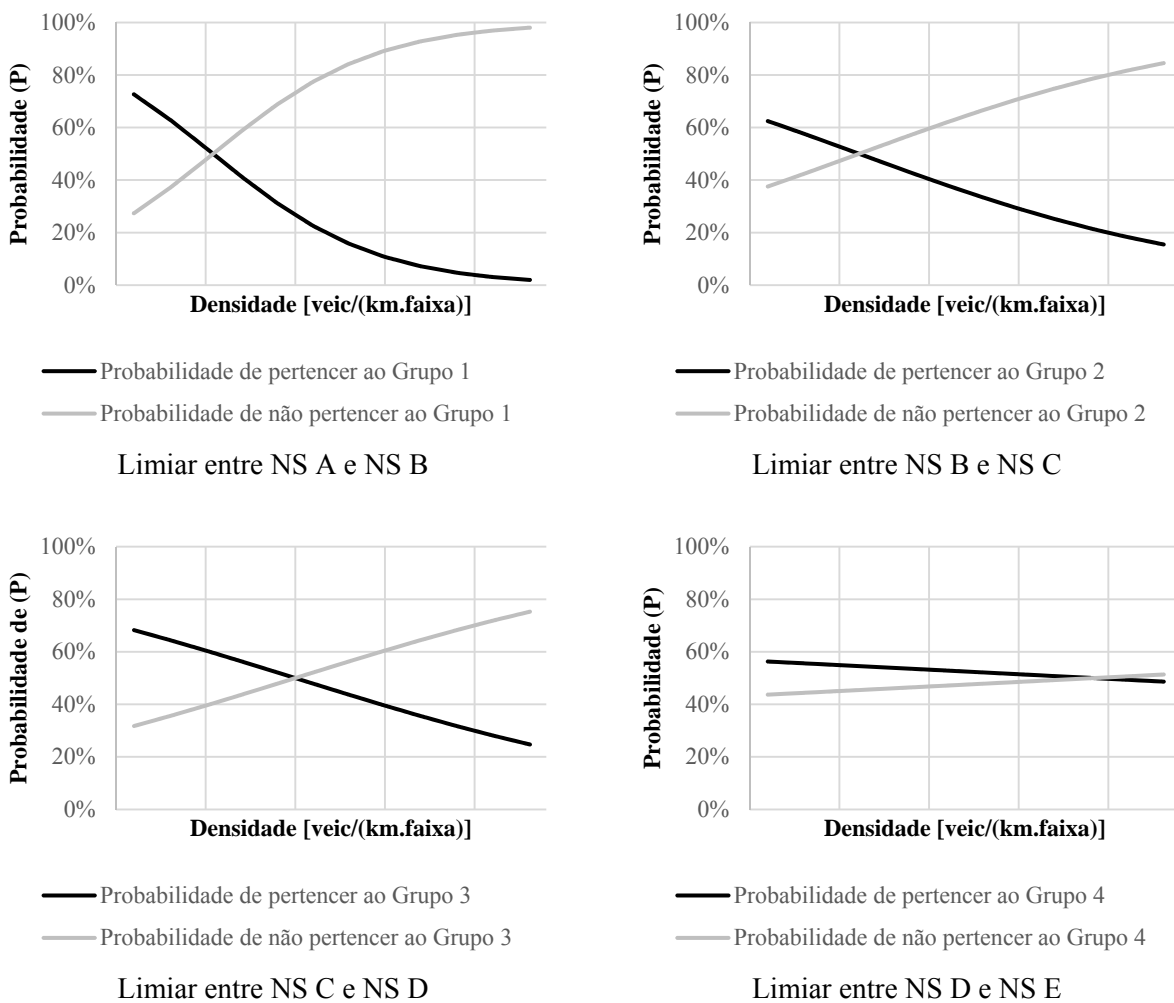 100%
80%
60%
40%
20%
0%
Probabilidade (P)
Densidade [veic/(km.faixa)]
Probabilidade de pertencer ao Grupo 1
Probabilidade de não pertencer ao Grupo 1
Limiar entre NS A e NS B
100%
80%
60%
40%
20%
0%
Probabilidade (P)
Densidade [veic/(km.faixa)]
Probabilidade de pertencer ao Grupo 2
Probabilidade de não pertencer ao Grupo 2
Limiar entre NS B e NS C
100%
80%
60%
40%
20%
0%
Probabilidade de (P)
Densidade [veic/(km.faixa)]
Probabilidade de pertencer ao Grupo 3
Probabilidade de não pertencer ao Grupo 3
Limiar entre NS C e NS D
100%
80%
60%
40%
20%
0%
Probabilidade (P)
Densidade [veic/(km.faixa)]
Probabilidade de pertencer ao Grupo 4
Probabilidade de não pertencer ao Grupo 4
Limiar entre NS D e NS E